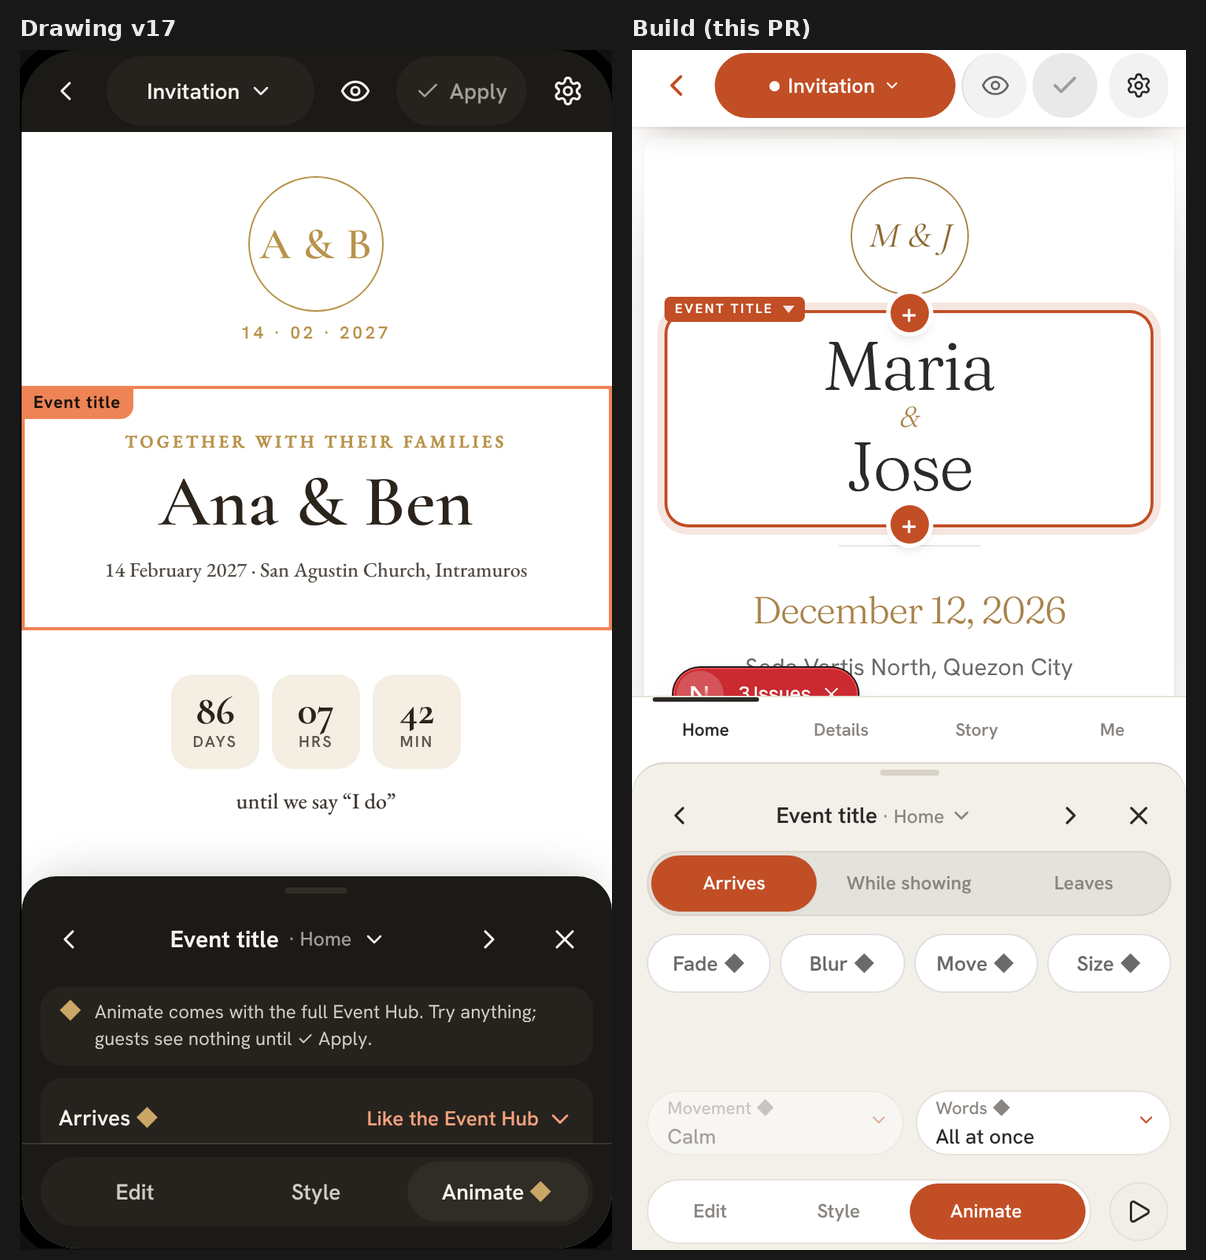 Drawing v17
Invitation
Apply
A & B
14 · 02 · 2027
Event title
TOGETHER WITH THEIR FAMILIES
Ana & Ben
14 February 2027 · San Agustin Church, Intramuros
86
DAYS
07
HRS
42
MIN
until we say “I do”
Event title · Home
Animate comes with the full Event Hub. Try anything;
guests see nothing until ✓ Apply.
Arrives
Like the Event Hub
Edit
Style
Animate
Build (this PR)
Invitation
M & J
EVENT TITLE
Maria
&
Jose
December 12, 2026
North, Quezon City
3 Issues
Home
Details
Story
Me
Event title · Home
Arrives
While showing
Leaves
Fade
Blur
Move
Size
Movement
Calm
Words
All at once
Edit
Style
Animate